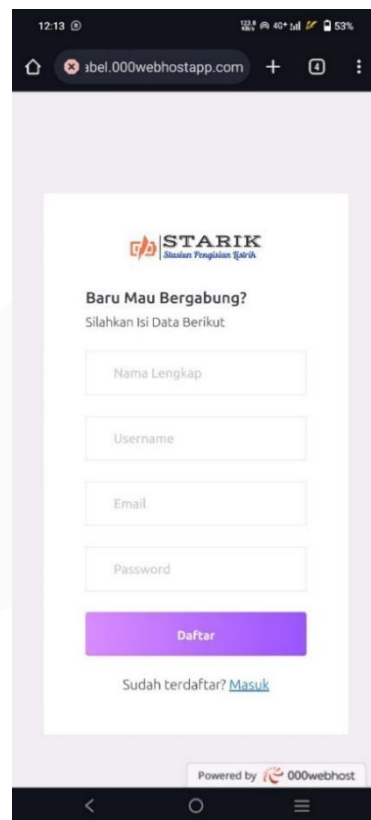 12:13 4G+ 53%
abel.000webhostapp.com 4
STARIK
Stasiun Pengisian Listrik
Baru Mau Bergabung?
Silahkan Isi Data Berikut
Nama Lengkap
Username
Email
Password
Daftar
Sudah terdaftar? Masuk
Powered by 000webhost